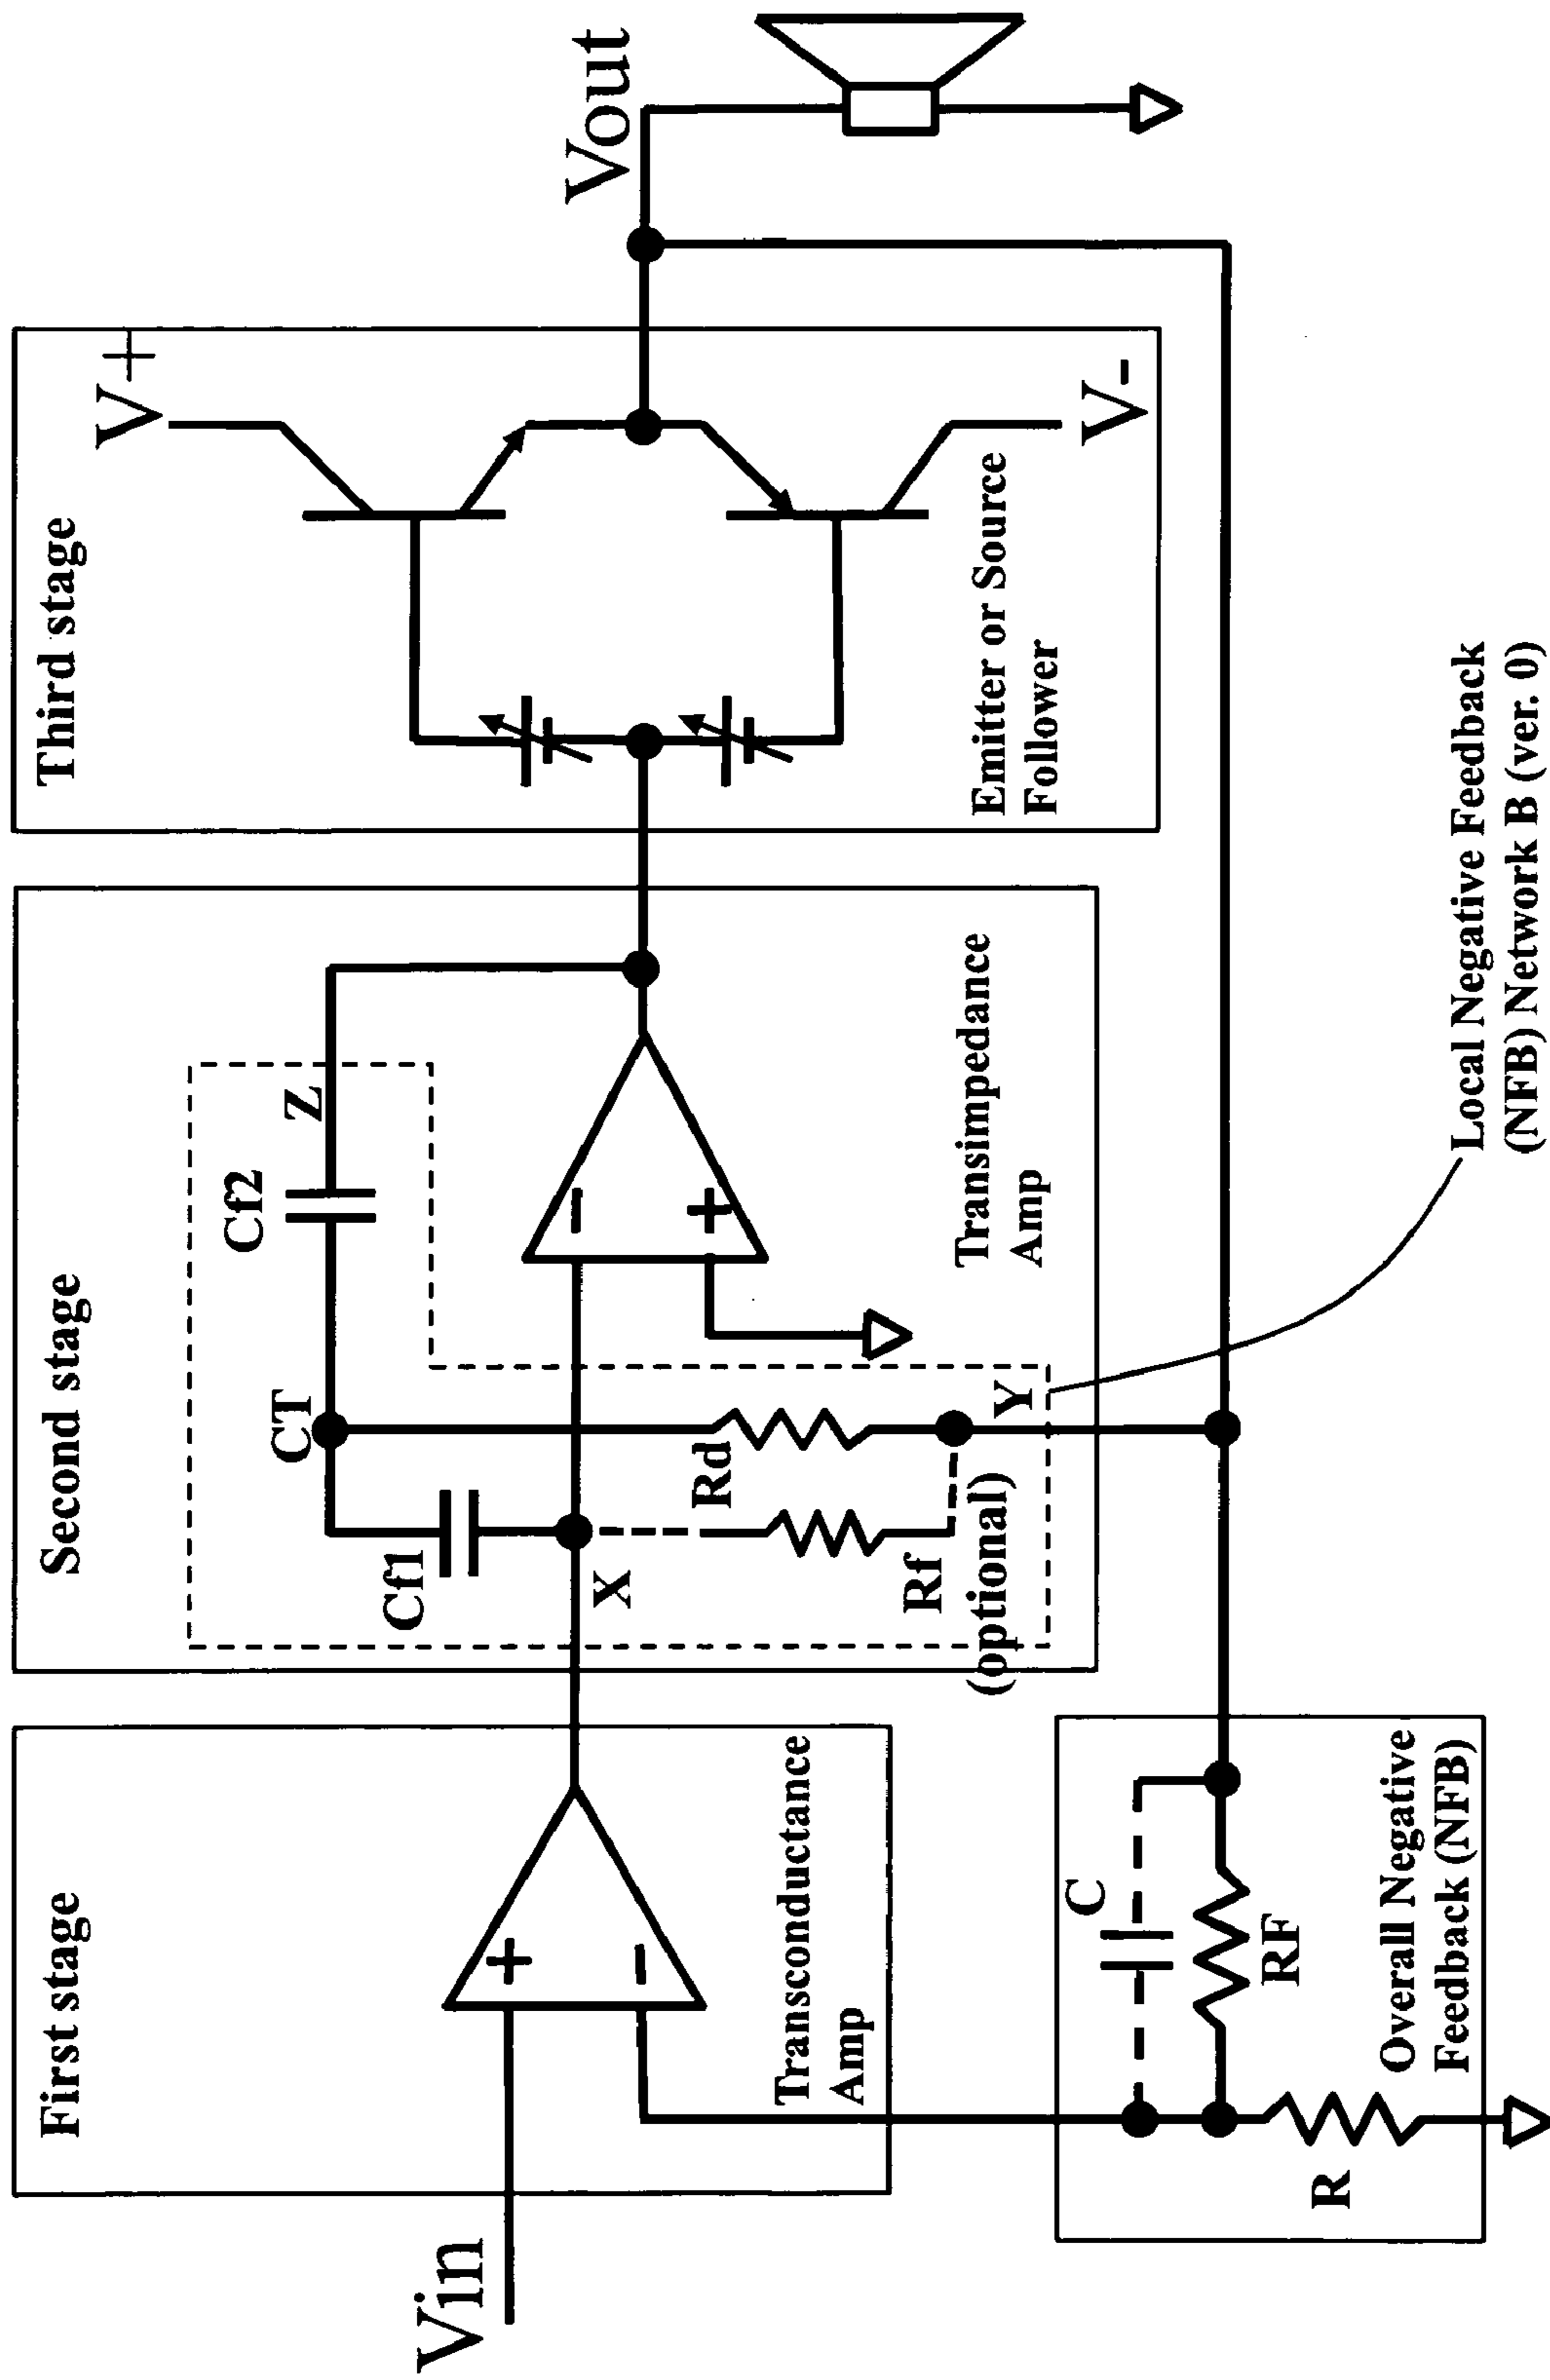 First stage
Second stage
Third stage
Vin
+
−
Transconductance
Amp
CT
Cf2
Z
Cf1
X
Rd
Rf
(optional)
Y
−
+
Transimpedance
Amp
V+
V-
Emitter or Source
Follower
Vout
C
RF
R
Overall Negative
Feedback (NFB)
Local Negative Feedback
(NFB) Network B (ver. 0)